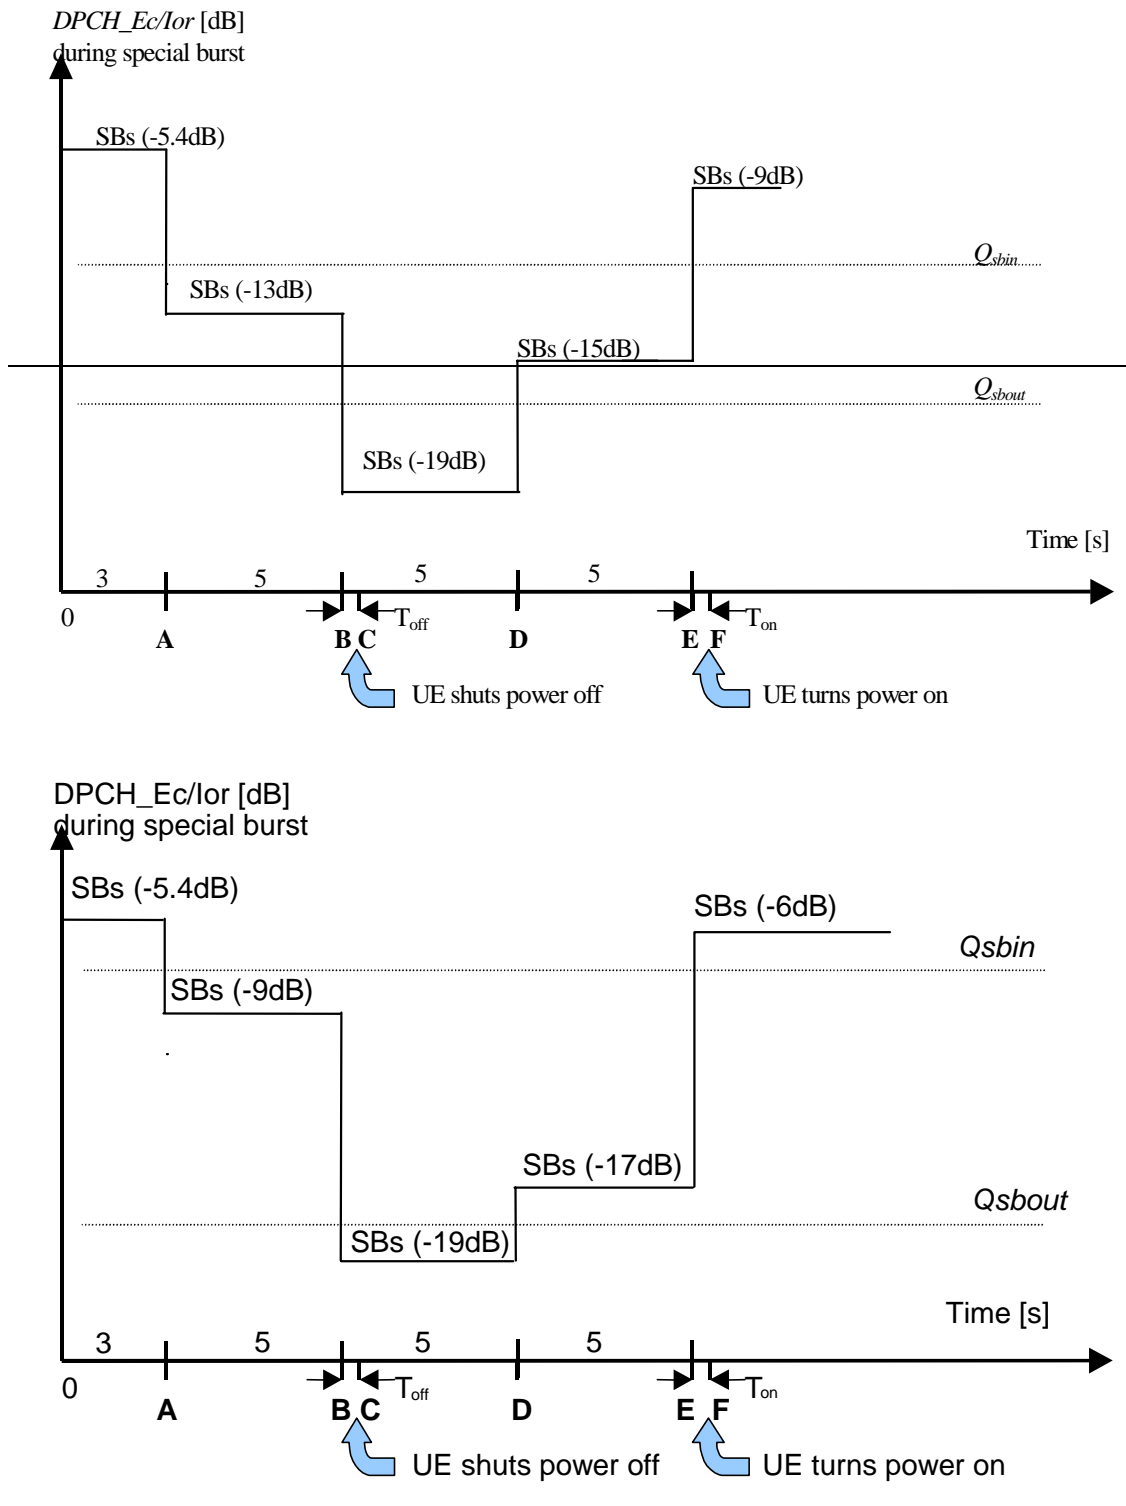 DPCH_Ec/Ior [dB]
during special burst
SBs (-5.4dB)
SBs (-9dB)
Qsbin
SBs (-13dB)
SBs (-15dB)
Qsbout
SBs (-19dB)
Time [s]
3 5 5 5
0
Toff Ton
A B C D E F
UE shuts power off UE turns power on
DPCH_Ec/Ior [dB]
during special burst
SBs (-5.4dB)
SBs (-6dB)
Qsbin
SBs (-9dB)
SBs (-17dB)
Qsbout
SBs (-19dB)
Time [s]
3 5 5 5
0
Toff Ton
A B C D E F
UE shuts power off UE turns power on